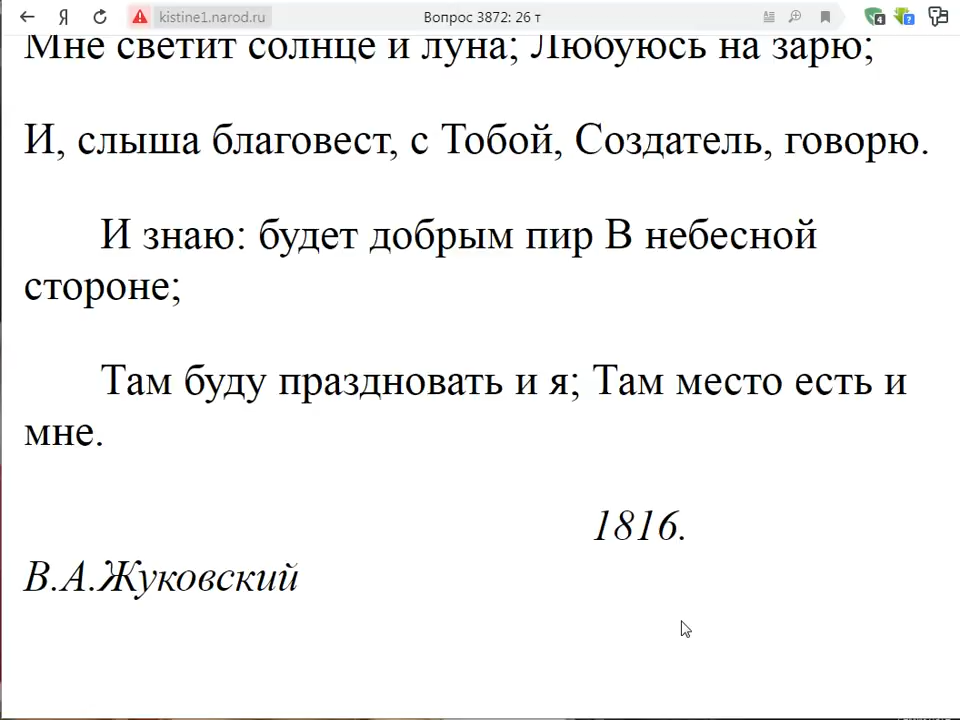 Я kistine1.narod.ru Вопрос 3872: 26 т 4 ?
Мне светит солнце и луна; Любуюсь на зарю;
И, слыша благовест, с Тобой, Создатель, говорю.
И знаю: будет добрым пир В небесной
стороне;
Там буду праздновать и я; Там место есть и
мне.
1816.
В.А.Жуковский